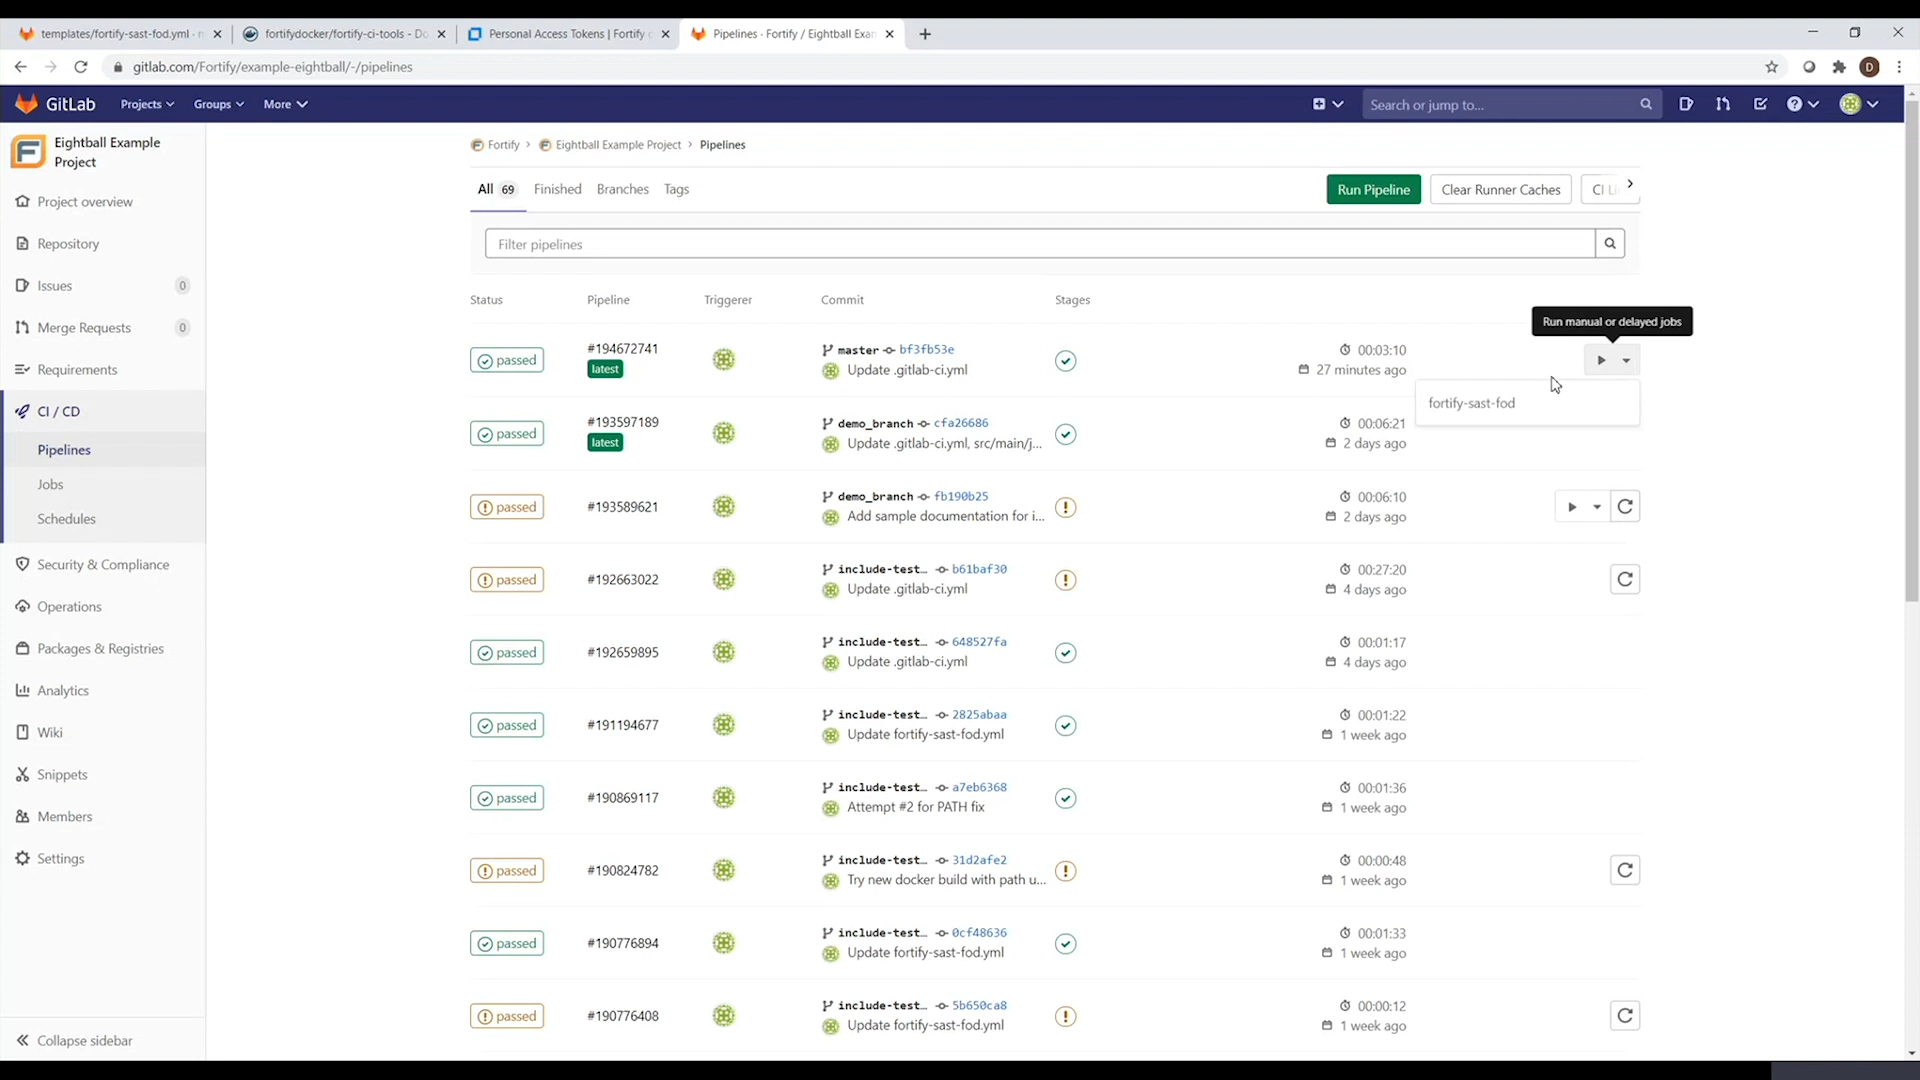 templates/fortify-sast-fod.yml - n
fortifydocker/fortify-ci-tools - Do
Personal Access Tokens | Fortify o
Pipelines · Fortify / Eightball Exam
gitlab.com/Fortify/example-eightball/-/pipelines
D
GitLab
Projects
Groups
More
Search or jump to...
Eightball Example
Project
Project overview
Repository
Issues 0
Merge Requests 0
Requirements
CI / CD
Pipelines
Jobs
Schedules
Security & Compliance
Operations
Packages & Registries
Analytics
Wiki
Snippets
Members
Settings
Collapse sidebar
Fortify > Eightball Example Project > Pipelines
All 69 Finished Branches Tags
Run Pipeline
Clear Runner Caches
CI Li
Filter pipelines
Status Pipeline Triggerer Commit Stages
Run manual or delayed jobs
passed #194672741 master bf3fb53e 00:03:10
latest Update .gitlab-ci.yml 27 minutes ago
fortify-sast-fod
passed #193597189 demo_branch cfa26686 00:06:21
latest Update .gitlab-ci.yml, src/main/j... 2 days ago
passed #193589621 demo_branch fb190b25 00:06:10
Add sample documentation for i... 2 days ago
passed #192663022 include-test… b61baf30 00:27:20
Update .gitlab-ci.yml 4 days ago
passed #192659895 include-test… 648527fa 00:01:17
Update .gitlab-ci.yml 4 days ago
passed #191194677 include-test… 2825abaa 00:01:22
Update fortify-sast-fod.yml 1 week ago
passed #190869117 include-test… a7eb6368 00:01:36
Attempt #2 for PATH fix 1 week ago
passed #190824782 include-test… 31d2afe2 00:00:48
Try new docker build with path u... 1 week ago
passed #190776894 include-test… 0cf48636 00:01:33
Update fortify-sast-fod.yml 1 week ago
passed #190776408 include-test… 5b650ca8 00:00:12
Update fortify-sast-fod.yml 1 week ago